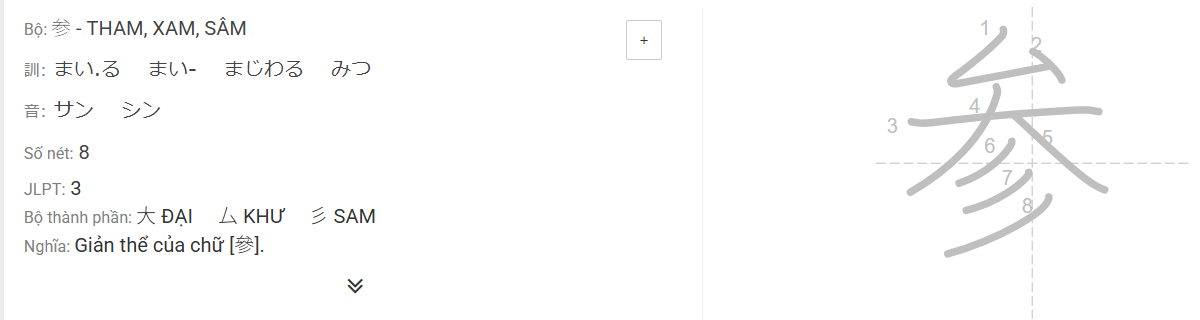 Bộ: 参 - THAM, XAM, SÂM
+
訓: まい.る まい- まじわる みつ
音: サン シン
Số nét: 8
JLPT: 3
Bộ thành phần: 大 ĐẠI 厶 KHƯ 彡 SAM
Nghĩa: Giản thể của chữ [參].
参
1
2
3
4
5
6
7
8